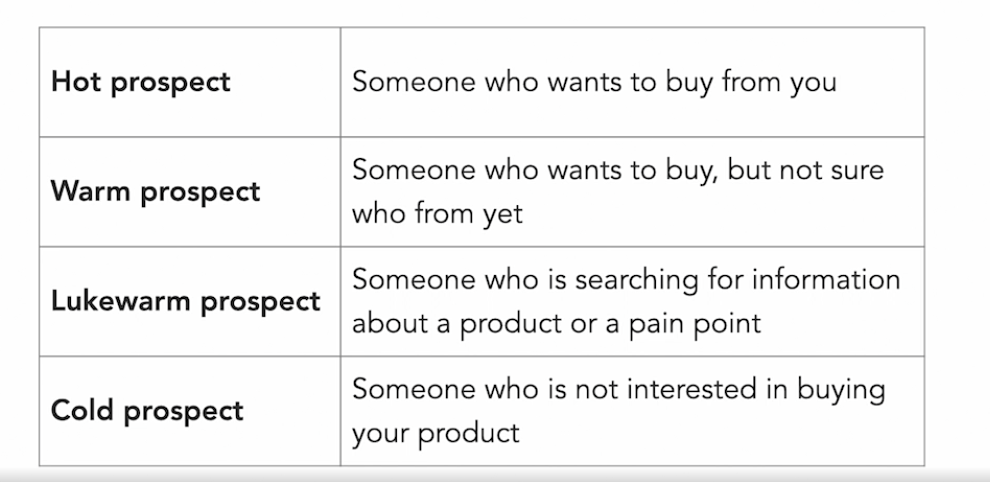 Hot prospect
Someone who wants to buy from you
Warm prospect
Someone who wants to buy, but not sure
who from yet
Lukewarm prospect
Someone who is searching for information
about a product or a pain point
Cold prospect
Someone who is not interested in buying
your product